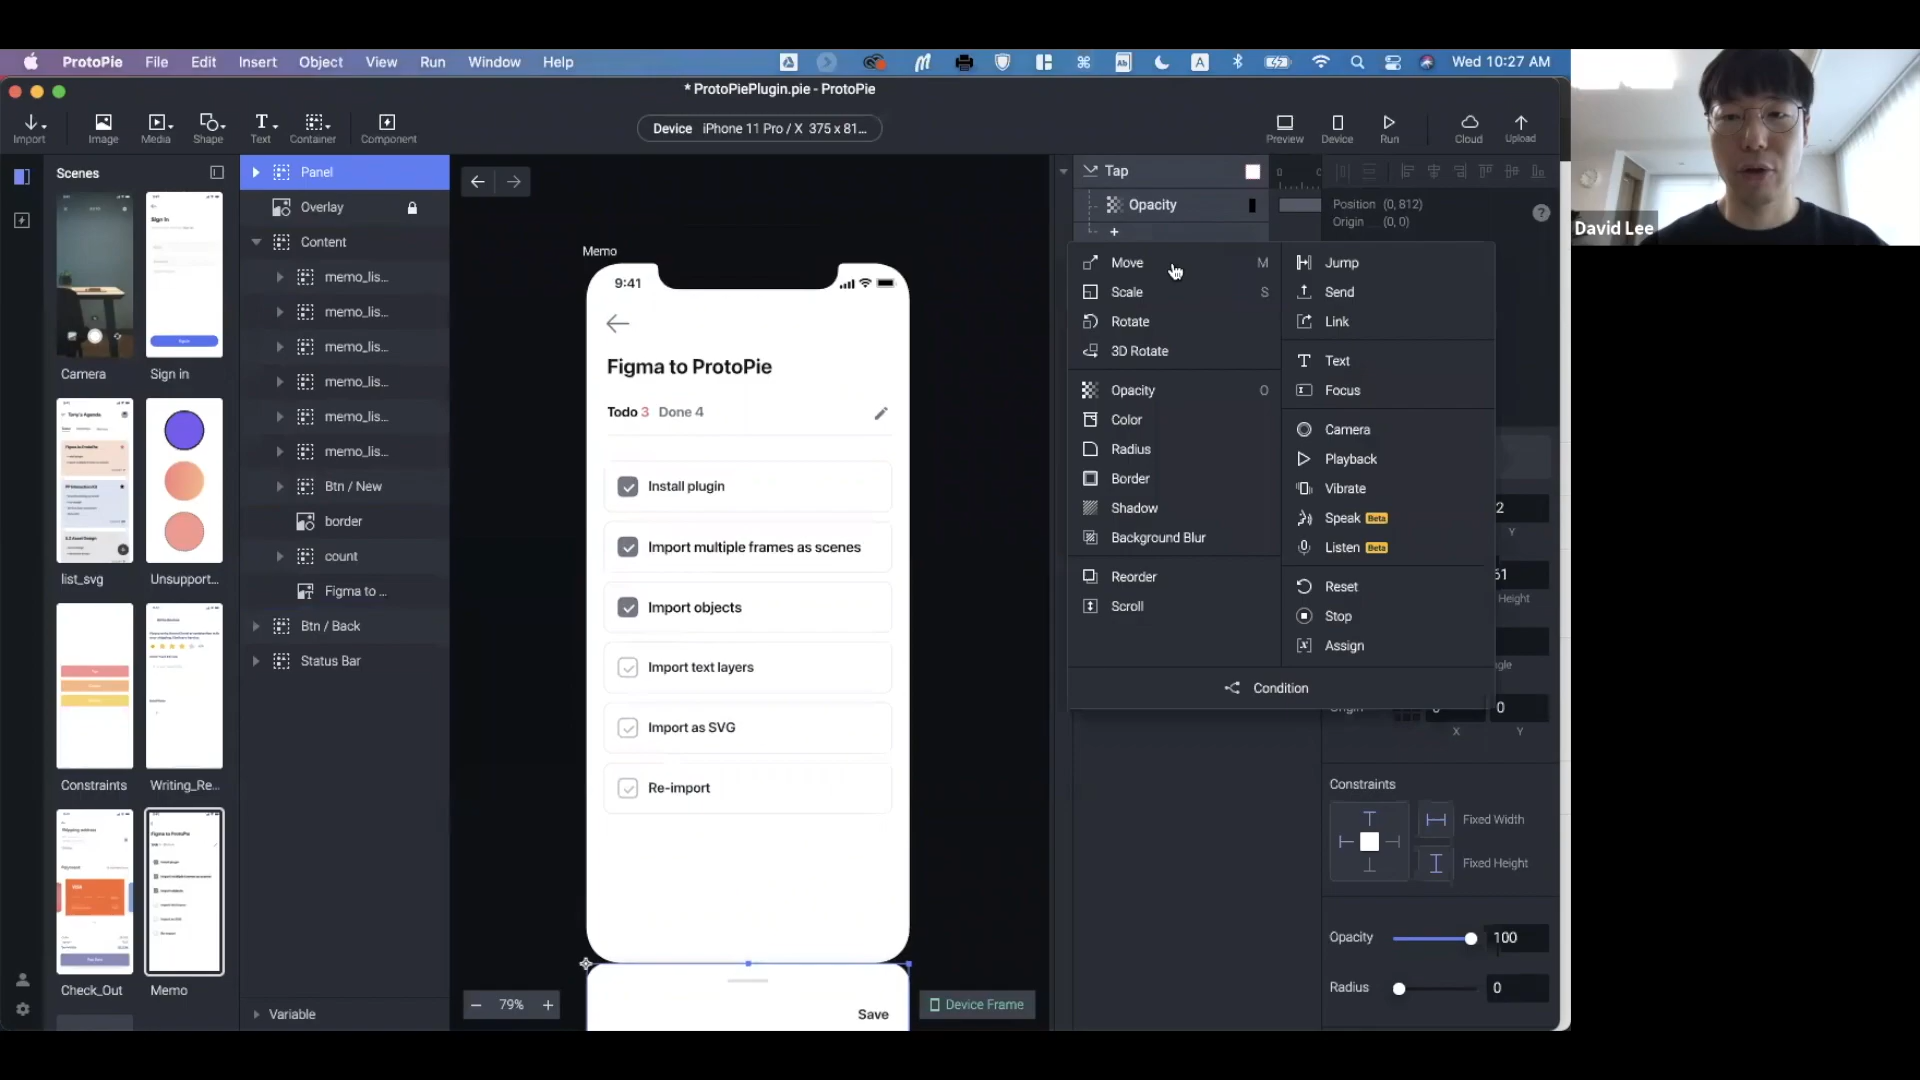 ProtoPie File Edit Insert Object View Run Window Help
A
Wed 10:27 AM
* ProtoPiePlugin.pie - ProtoPie
Import
Image
Media
Shape
Text
Container
Component
Device iPhone 11 Pro / X 375 x 81...
Preview
Device
Run
Cloud
Upload
Scenes
Camera
Sign in
list_svg
Unsupport...
Constraints
Writing_Re...
Check_Out
Memo
Panel
Overlay
Content
memo_lis...
memo_lis...
memo_lis...
memo_lis...
memo_lis...
memo_lis...
Btn / New
border
count
Figma to ...
Btn / Back
Status Bar
Variable
Memo
9:41
Figma to ProtoPie
Todo 3 Done 4
Install plugin
Import multiple frames as scenes
Import objects
Import text layers
Import as SVG
Re-import
Save
79%
Device Frame
Tap
Opacity
Position (0, 812)
Origin (0, 0)
Move M
Scale S
Rotate
3D Rotate
Opacity O
Color
Radius
Border
Shadow
Background Blur
Reorder
Scroll
Jump
Send
Link
Text
Focus
Camera
Playback
Vibrate
Speak Beta
Listen Beta
Reset
Stop
Assign
Condition
Y
Height
0
X
Y
Constraints
Fixed Width
Fixed Height
Opacity 100
Radius 0
David Lee